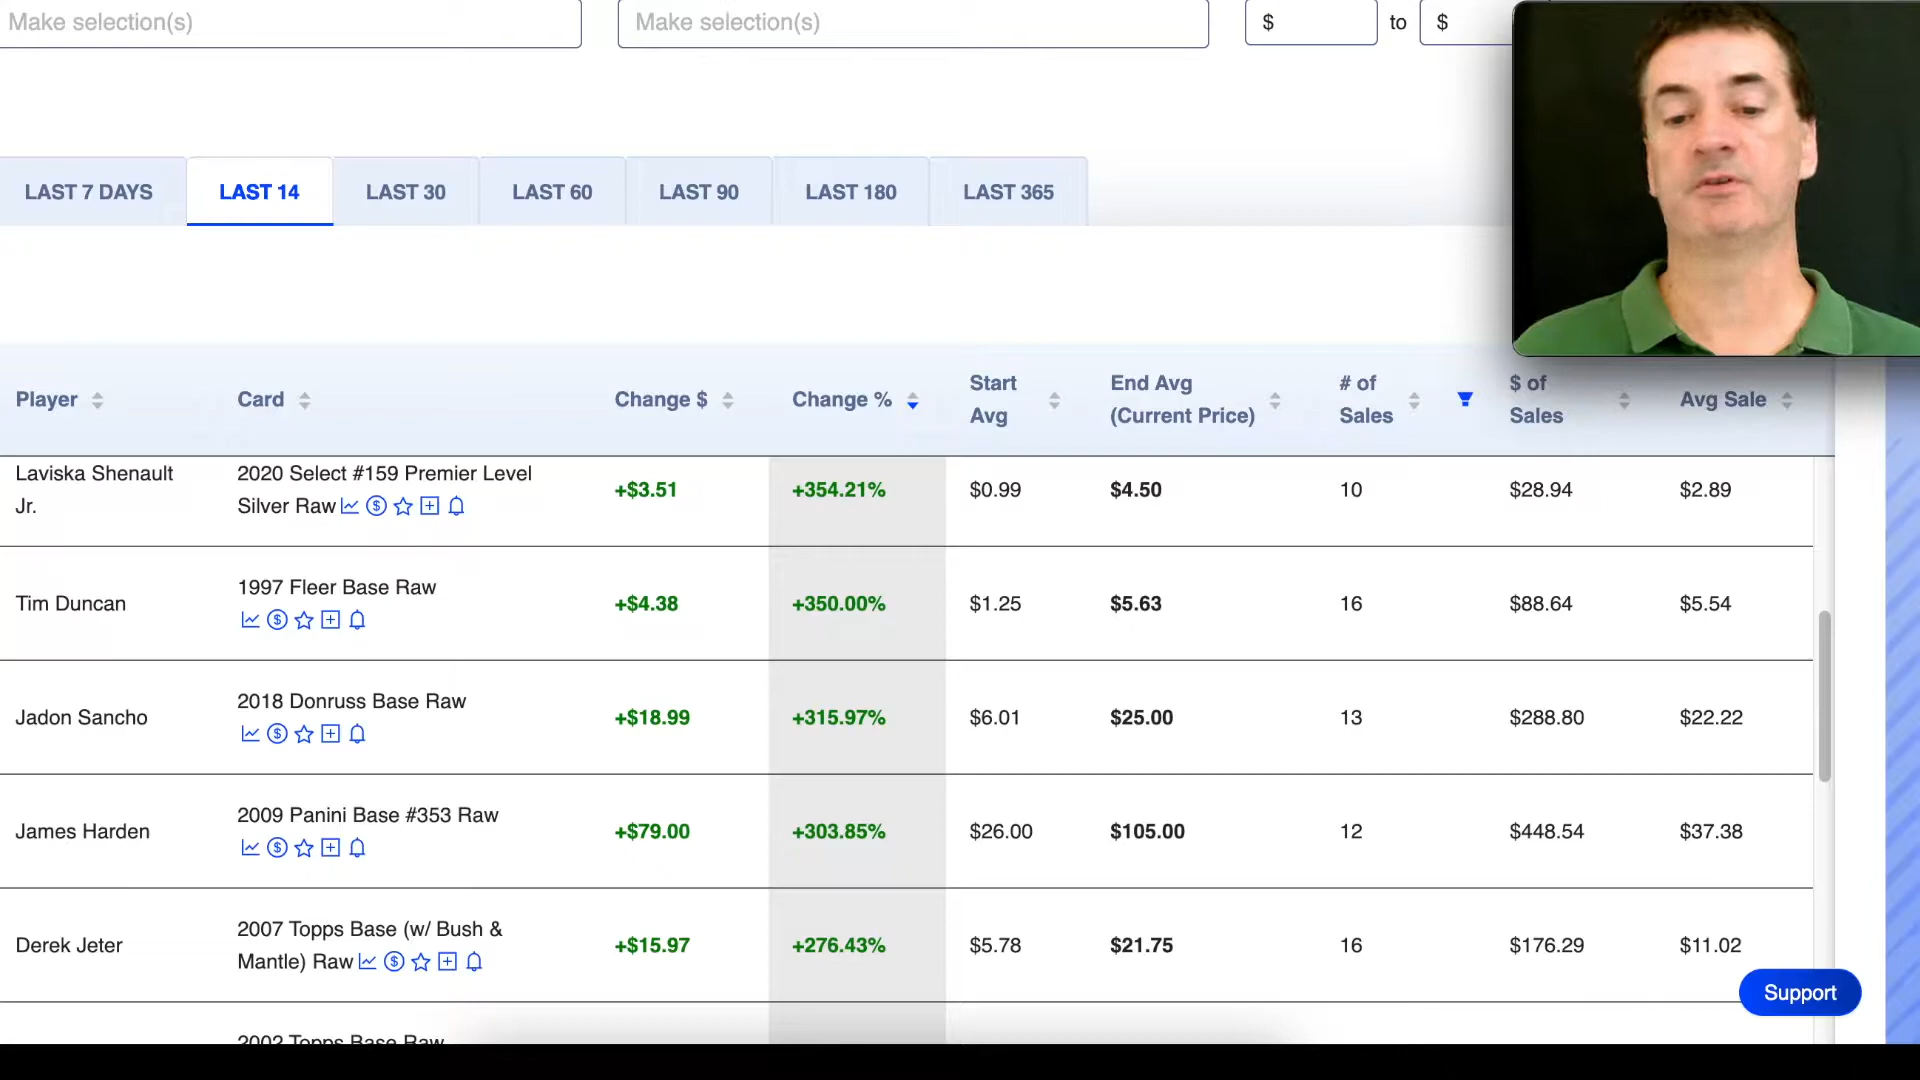 Make selection(s) Make selection(s) $ to $
LAST 7 DAYS LAST 14 LAST 30 LAST 60 LAST 90 LAST 180 LAST 365
Player Card Change $ Change % Start Avg End Avg (Current Price) # of Sales $ of Sales Avg Sale
Laviska Shenault Jr. 2020 Select #159 Premier Level Silver Raw +$3.51 +354.21% $0.99 $4.50 10 $28.94 $2.89
Tim Duncan 1997 Fleer Base Raw +$4.38 +350.00% $1.25 $5.63 16 $88.64 $5.54
Jadon Sancho 2018 Donruss Base Raw +$18.99 +315.97% $6.01 $25.00 13 $288.80 $22.22
James Harden 2009 Panini Base #353 Raw +$79.00 +303.85% $26.00 $105.00 12 $448.54 $37.38
Derek Jeter 2007 Topps Base (w/ Bush & Mantle) Raw +$15.97 +276.43% $5.78 $21.75 16 $176.29 $11.02
Support
2002 Topps Base Raw